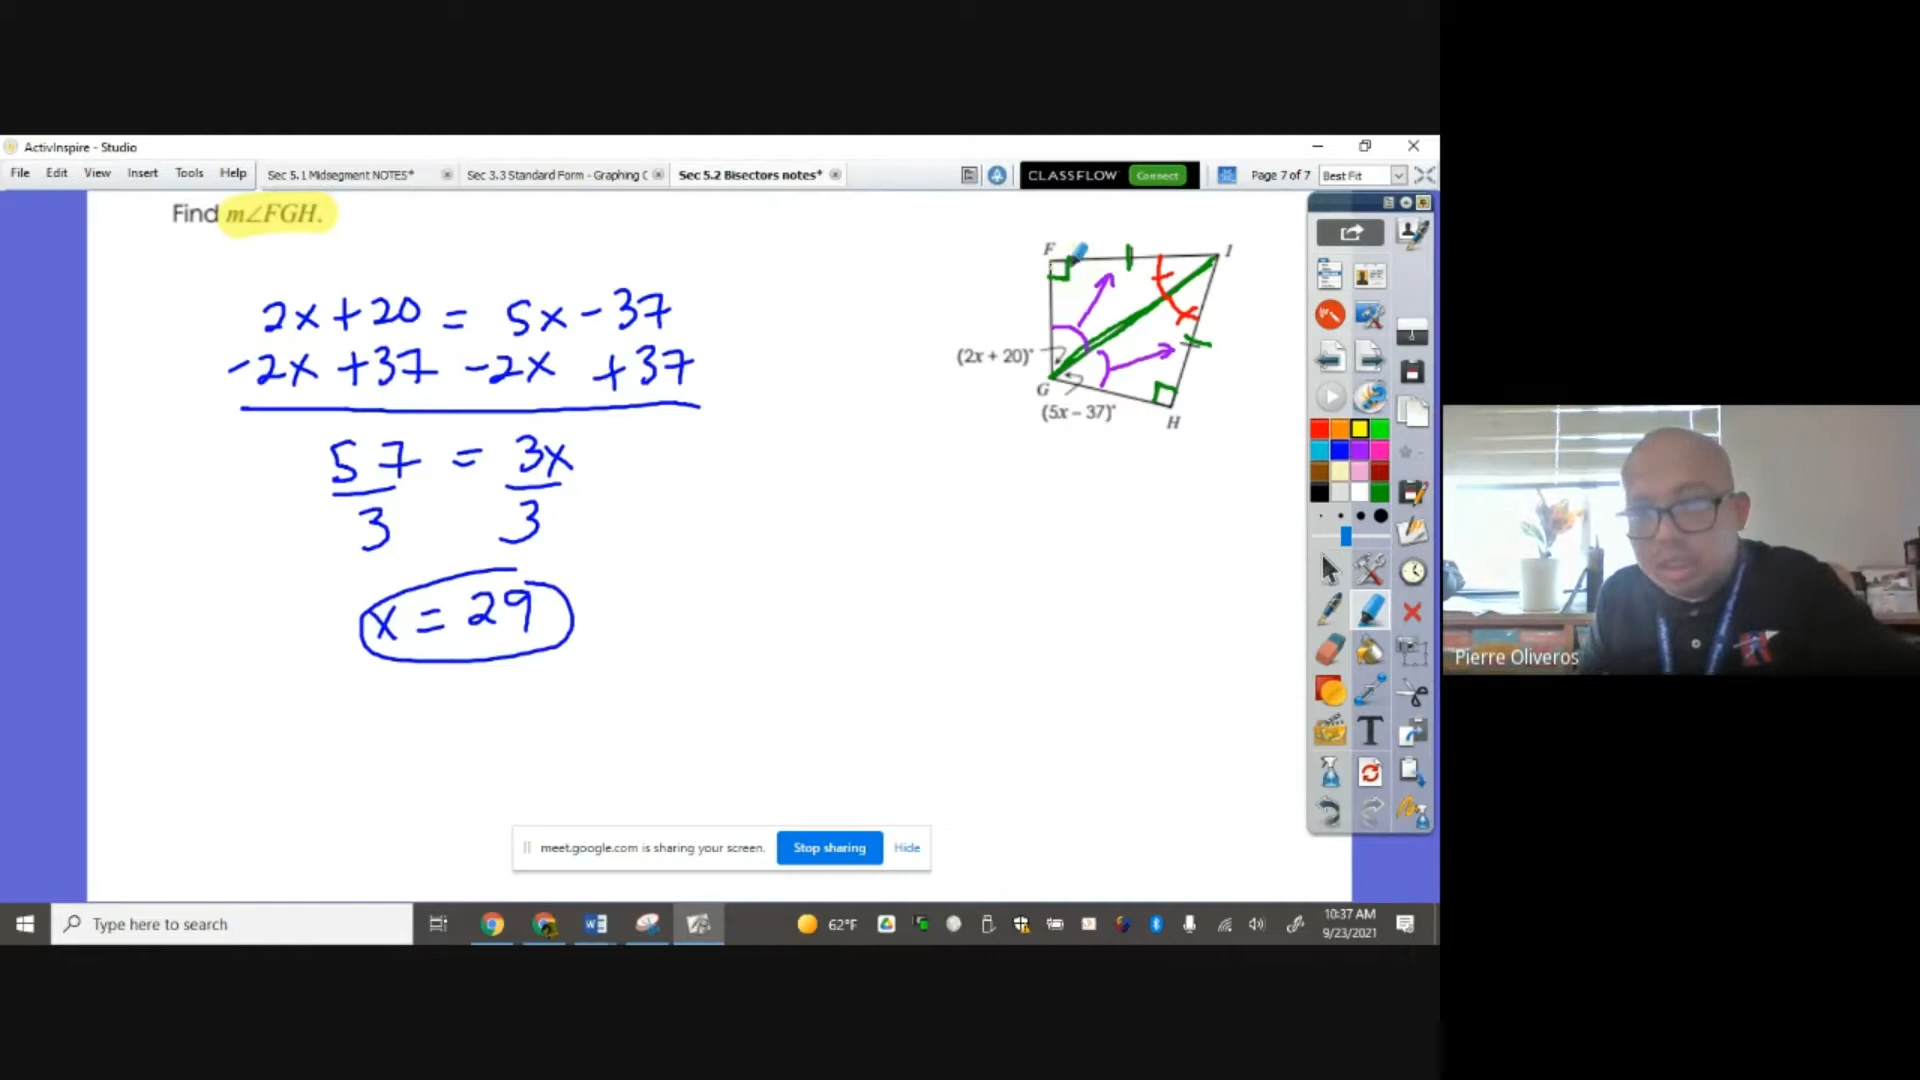 ActivInspire - Studio
File Edit View Insert Tools Help
Sec 5.1 Midsegment NOTES*
Sec 3.3 Standard Form - Graphing (
Sec 5.2 Bisectors notes*
CLASSFLOW Connect
Page 7 of 7
Best Fit
Find m∠FGH.
2x + 20 = 5x - 37
-2x +37 -2x +37
57 = 3x
3 3
x = 29
F
I
(2x + 20)°
G
(5x – 37)°
H
T
Pierre Oliveros
meet.google.com is sharing your screen.
Stop sharing
Hide
Type here to search
62°F
10:37 AM
9/23/2021